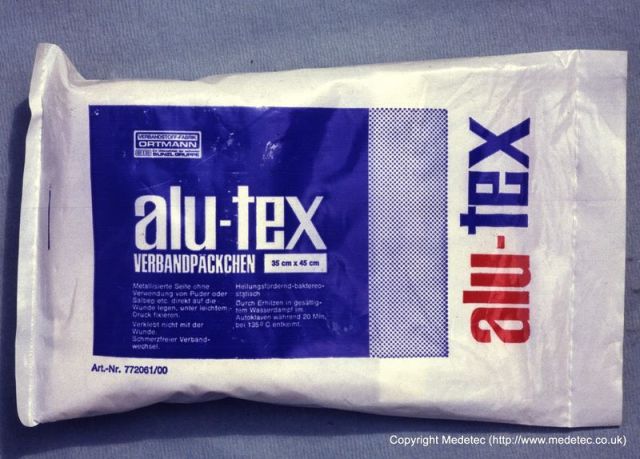 VERBANDSTOFF-FABRIK
ORTMANN
BUNZLGRUPPE
alu-tex
VERBANDPÄCKCHEN
35 cm x 45 cm
Metallisierte Seite ohne
Verwendung von Puder oder
Salben etc. direkt auf die
Wunde legen, unter leichtem
Druck fixieren.
Verklebt nicht mit der
Wunde.
Schmerzfreier Verband-
wechsel.
Heilungsfördernd-bakterio-
statisch
Durch Erhitzen in gesättig-
tem Wasserdampf im
Autoklaven während 20 Min.
bei 135° C entkeimt.
Art.-Nr. 772061/00
alu-tex
Copyright Medetec (http://www.medetec.co.uk)